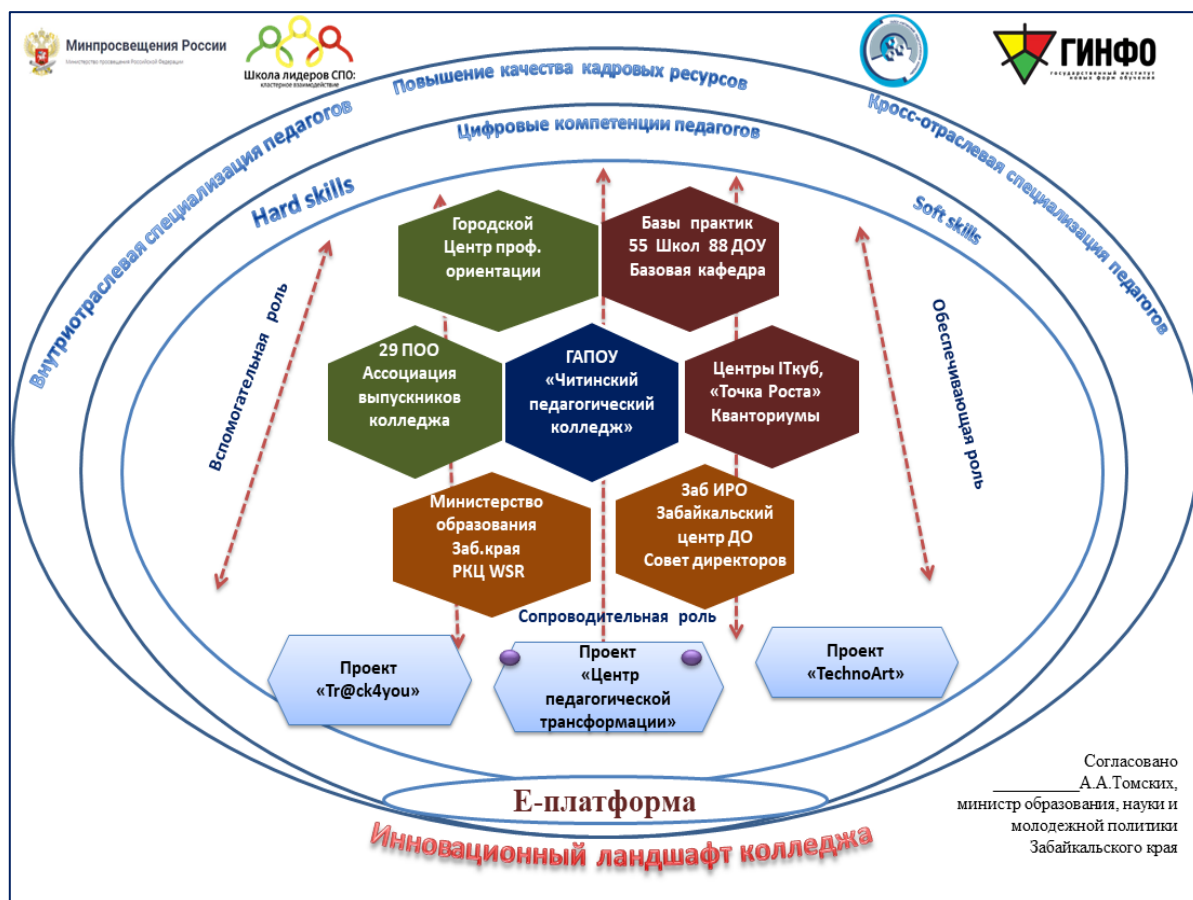 Минпросвещения России
Министерство просвещения Российской Федерации
Школа лидеров СПО:
кластерное взаимодействие
ГИНФО
государственный институт
новых форм обучения
Повышение качества кадровых ресурсов
Внутриотраслевая специализация педагогов
Кросс-отраслевая специализация педагогов
Цифровые компетенции педагогов
Hard skills
Soft skills
Городской
Центр проф.
ориентации
Базы практик
55 Школ 88 ДОУ
Базовая кафедра
Вспомогательная роль
Обеспечивающая роль
29 ПОО
Ассоциация
выпускников
колледжа
ГАПОУ
«Читинский
педагогический
колледж»
Центры ITкуб,
«Точка Роста»
Кванториумы
Министерство
образования
Заб.края
РКЦ WSR
Заб ИРО
Забайкальский
центр ДО
Совет директоров
Сопроводительная роль
Проект
«Tr@ck4you»
Проект
«Центр
педагогической
трансформации»
Проект
«TechnoArt»
Е-платформа
Инновационный ландшафт колледжа
Согласовано
__________А.А.Томских,
министр образования, науки и
молодежной политики
Забайкальского края